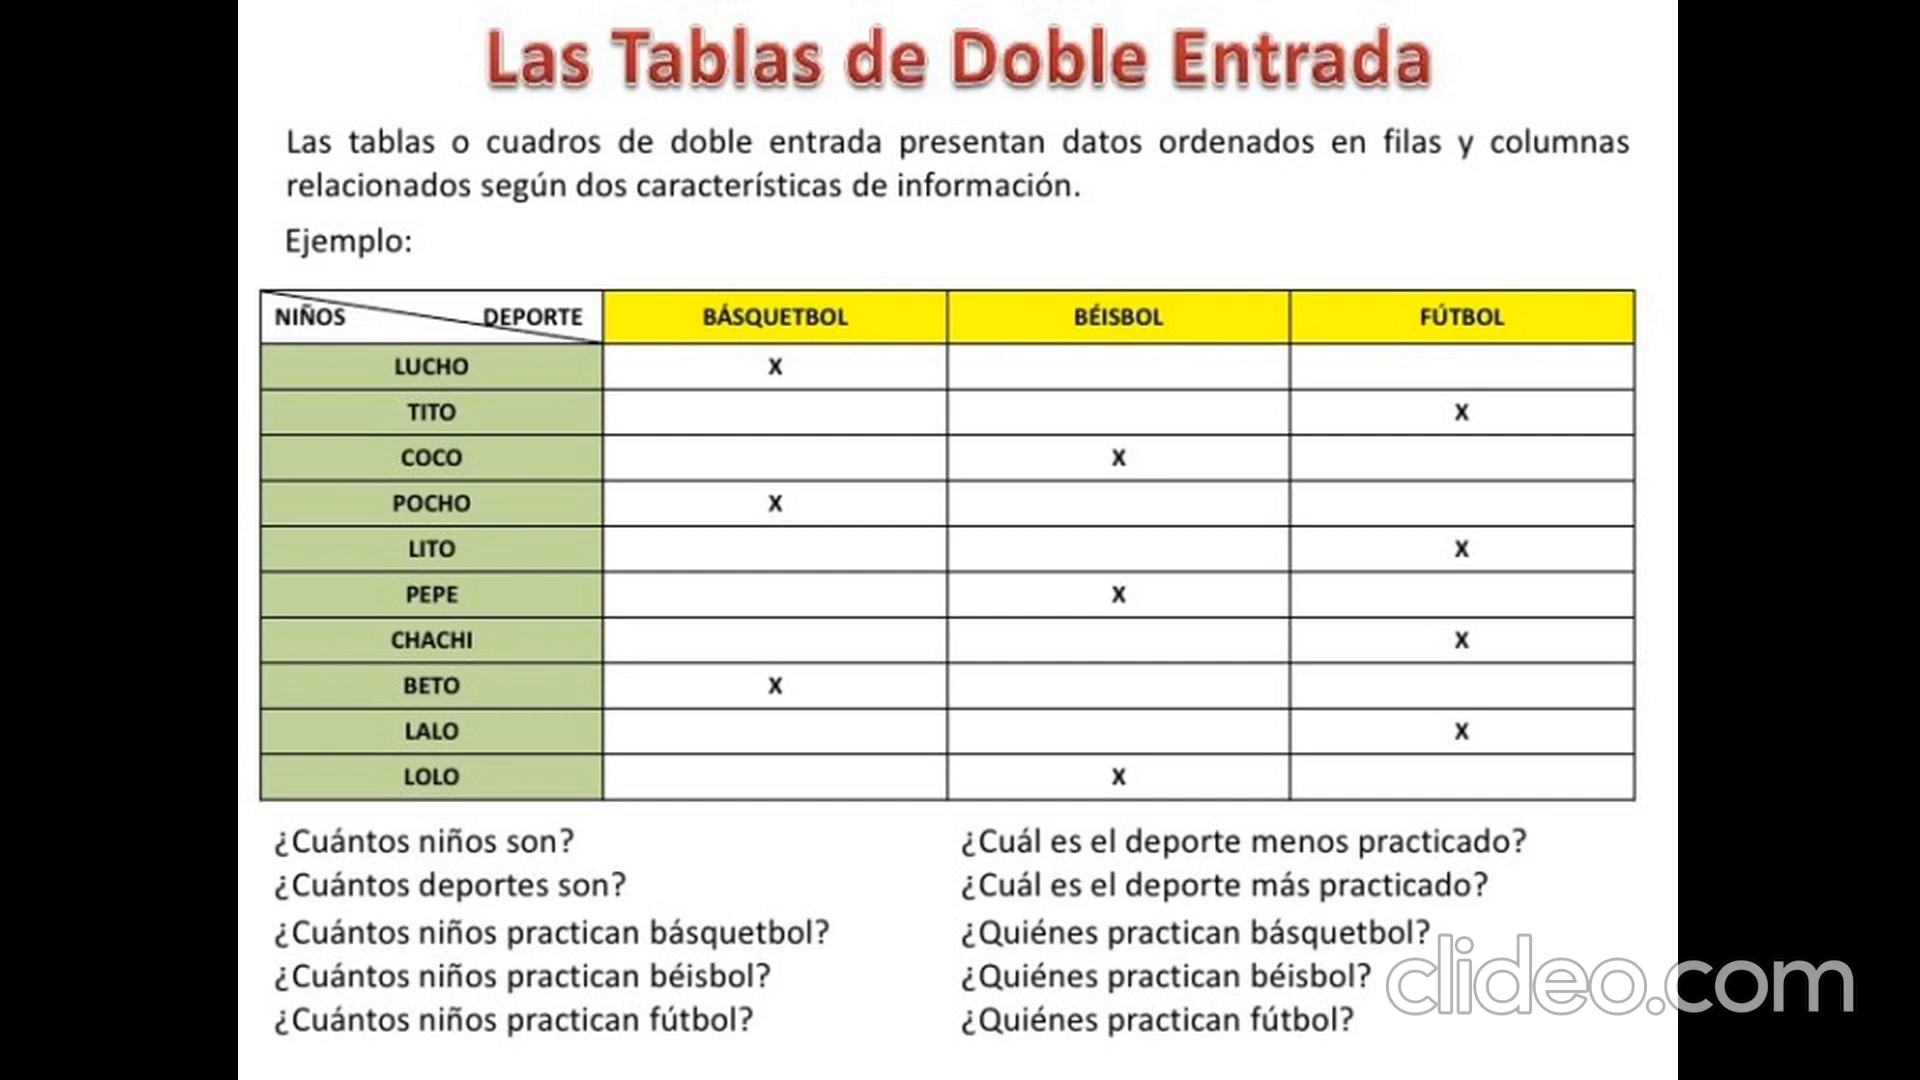 Las Tablas de Doble Entrada
Las tablas o cuadros de doble entrada presentan datos ordenados en filas y columnas
relacionados según dos características de información.
Ejemplo:
NIÑOS DEPORTE BÁSQUETBOL BÉISBOL FÚTBOL
LUCHO X
TITO X
COCO X
POCHO X
LITO X
PEPE X
CHACHI X
BETO X
LALO X
LOLO X
¿Cuántos niños son?
¿Cuántos deportes son?
¿Cuántos niños practican básquetbol?
¿Cuántos niños practican béisbol?
¿Cuántos niños practican fútbol?
¿Cuál es el deporte menos practicado?
¿Cuál es el deporte más practicado?
¿Quiénes practican básquetbol?
¿Quiénes practican béisbol?
¿Quiénes practican fútbol?
clideo.com